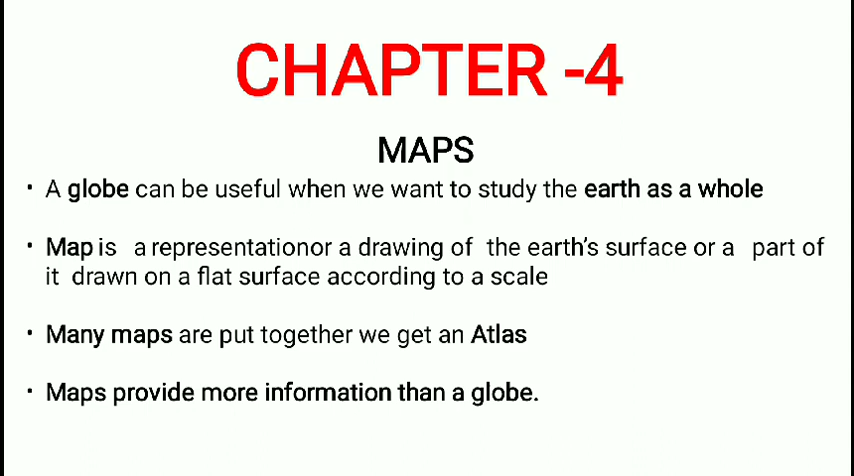 CHAPTER -4
MAPS
• A globe can be useful when we want to study the earth as a whole
• Map is a representationor a drawing of the earth's surface or a part of
it drawn on a flat surface according to a scale
• Many maps are put together we get an Atlas
• Maps provide more information than a globe.